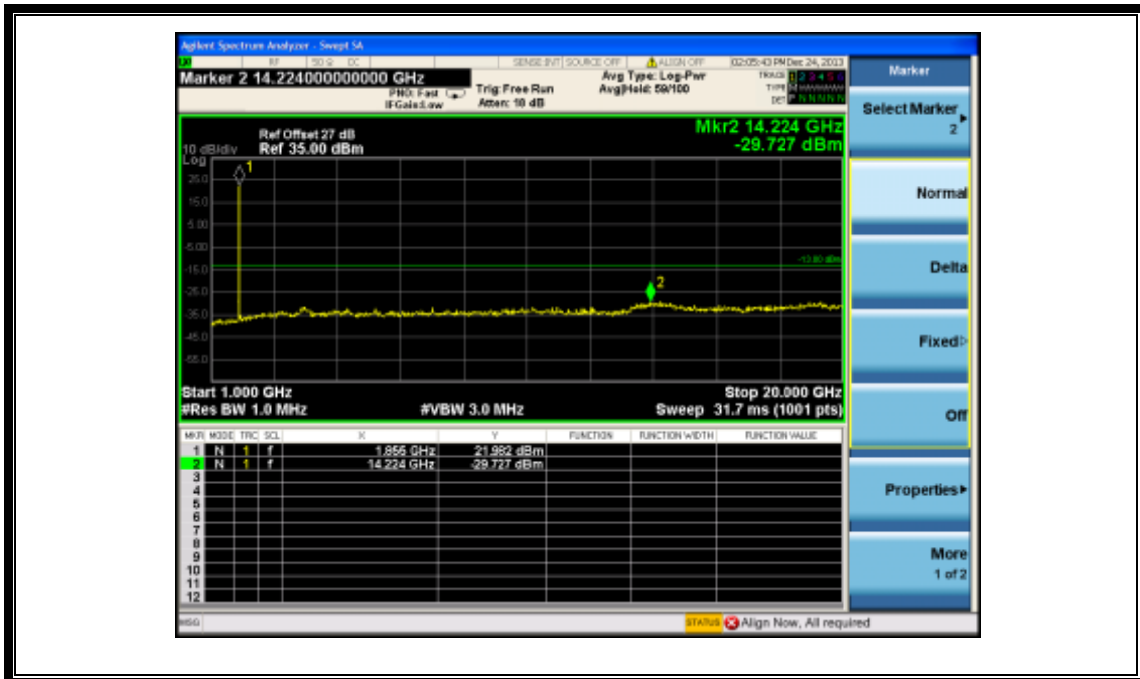 Agilent Spectrum Analyzer - Swept SA
RF 50 Ω DC SENSE:INT SOURCE OFF ALIGN OFF 02:05:43 PM Dec 24, 2013
Marker 2 14.224000000000 GHz
PNO: Fast
IFGain:Low
Trig: Free Run
Atten: 10 dB
Avg Type: Log-Pwr
Avg|Hold: 59/100
TRACE 1 2 3 4 5 6
TYPE
DET P N N N N N
Marker
Select Marker
2
Normal
Delta
Fixed
Off
Properties
More
1 of 2
Mkr2 14.224 GHz
-29.727 dBm
Ref Offset 27 dB
10 dB/div Ref 35.00 dBm
Log
25.0
15.0
5.00
-5.00
-15.0
-25.0
-35.0
-45.0
-55.0
1
2
-13.00 dBm
Start 1.000 GHz Stop 20.000 GHz
#Res BW 1.0 MHz #VBW 3.0 MHz Sweep 31.7 ms (1001 pts)
MKR MODE TRC SCL X Y FUNCTION FUNCTION WIDTH FUNCTION VALUE
1 N 1 f 1.855 GHz 21.982 dBm
2 N 1 f 14.224 GHz -29.727 dBm
3
4
5
6
7
8
9
10
11
12
MSG STATUS Align Now, All required